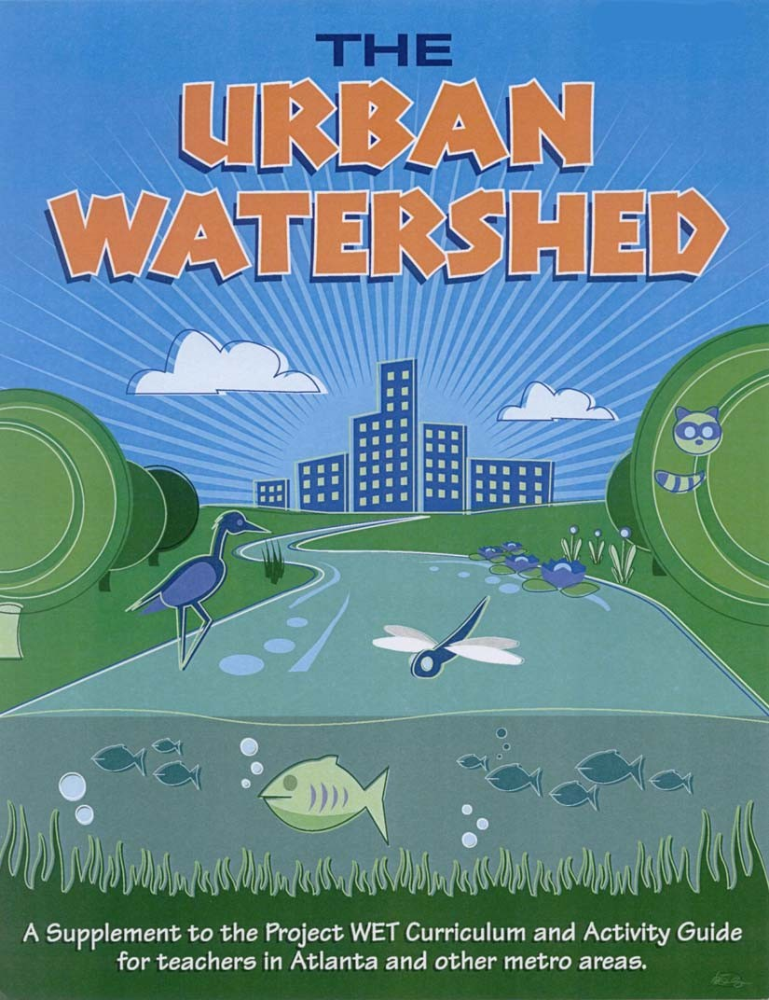 THE
URBAN
WATERSHED
A Supplement to the Project WET Curriculum and Activity Guide
for teachers in Atlanta and other metro areas.